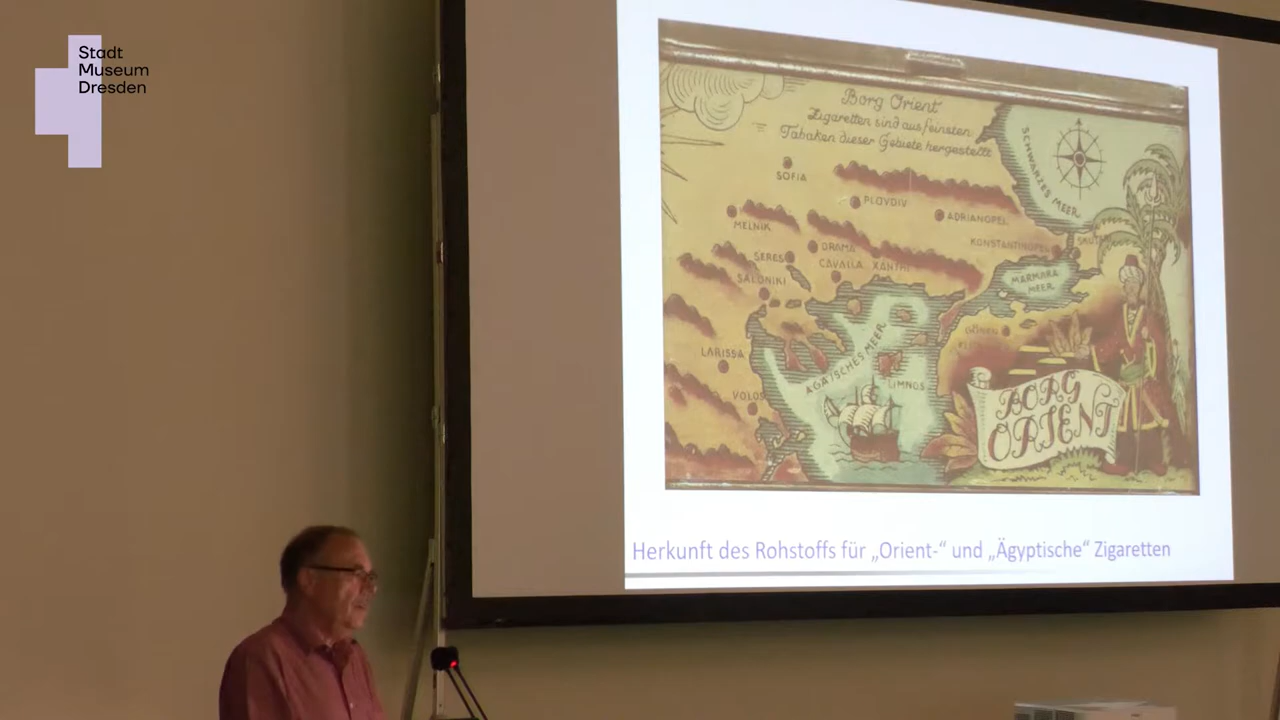 Stadt
Museum
Dresden
Borg Orient
Zigaretten sind aus feinsten
Tabaken dieser Gebiete hergestellt
SCHWARZES MEER
SOFIA
PLOVDIV
MELNIK
ADRIANOPEL
DRAMA
KONSTANTINOPEL
SERES
CAVALLA XANTHI
SALONIKI
MARMARA
MEER
LARISSA
ÄGÄISCHES MEER
LIMNOS
VOLOS
BORG
ORIENT
Herkunft des Rohstoffs für „Orient-“ und „Ägyptische“ Zigaretten